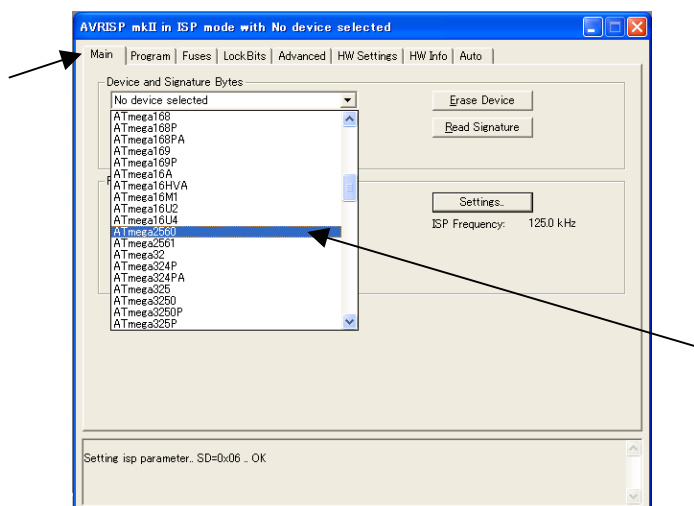 AVRISP mkII in ISP mode with No device selected
Main Program Fuses LockBits Advanced HW Settings HW Info Auto
Device and Signature Bytes
No device selected
Erase Device
Read Signature
ATmega168
ATmega168P
ATmega168PA
ATmega169
ATmega169P
ATmega16A
ATmega16HVA
ATmega16M1
ATmega16U2
ATmega16U4
ATmega2560
ATmega2561
ATmega32
ATmega324P
ATmega324PA
ATmega325
ATmega3250
ATmega3250P
ATmega325P
Settings..
ISP Frequency: 125.0 kHz
Setting isp parameter.. SD=0x06 .. OK